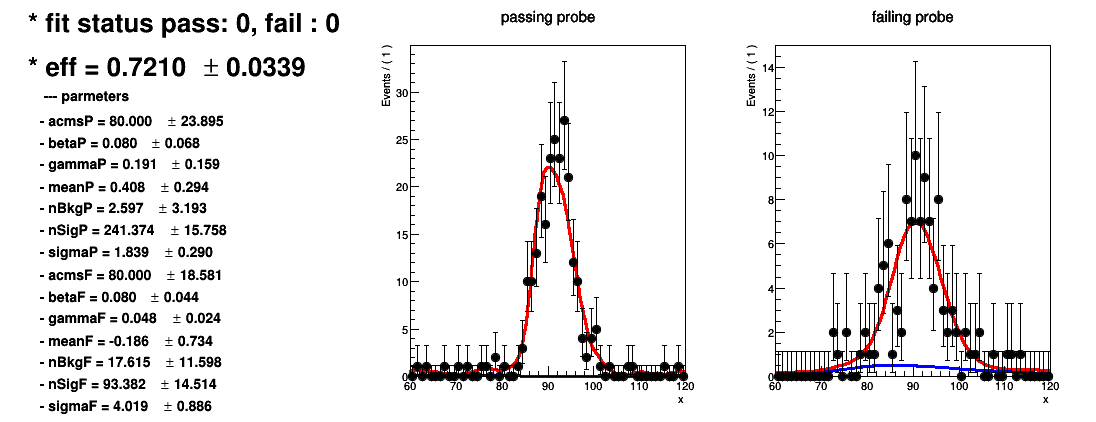 * fit status pass: 0, fail : 0
* eff = 0.7210 ± 0.0339
--- parmeters
- acmsP = 80.000 ± 23.895
- betaP = 0.080 ± 0.068
- gammaP = 0.191 ± 0.159
- meanP = 0.408 ± 0.294
- nBkgP = 2.597 ± 3.193
- nSigP = 241.374 ± 15.758
- sigmaP = 1.839 ± 0.290
- acmsF = 80.000 ± 18.581
- betaF = 0.080 ± 0.044
- gammaF = 0.048 ± 0.024
- meanF = -0.186 ± 0.734
- nBkgF = 17.615 ± 11.598
- nSigF = 93.382 ± 14.514
- sigmaF = 4.019 ± 0.886
passing probe
Events / ( 1 )
30
25
20
15
10
5
0
60 70 80 90 100 110 120
x
failing probe
Events / ( 1 )
14
12
10
8
6
4
2
0
60 70 80 90 100 110 120
x